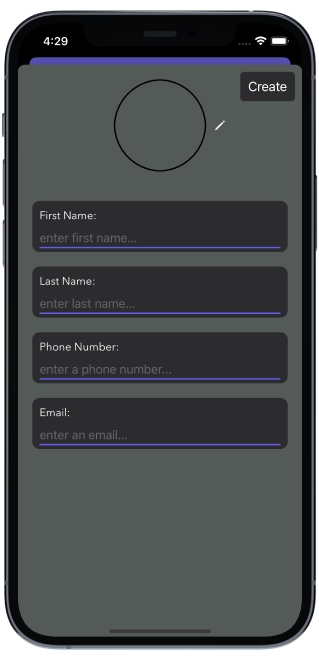 4:29
Create
First Name:
enter first name...
Last Name:
enter last name...
Phone Number:
enter a phone number...
Email:
enter an email...